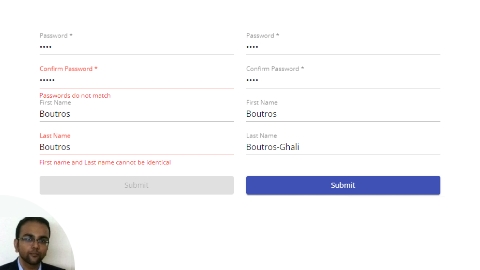 Password *
••••
Confirm Password *
•••••
Passwords do not match
First Name
Boutros
Last Name
Boutros
First name and Last name cannot be identical
Submit
Password *
••••
Confirm Password *
••••
First Name
Boutros
Last Name
Boutros-Ghali
Submit